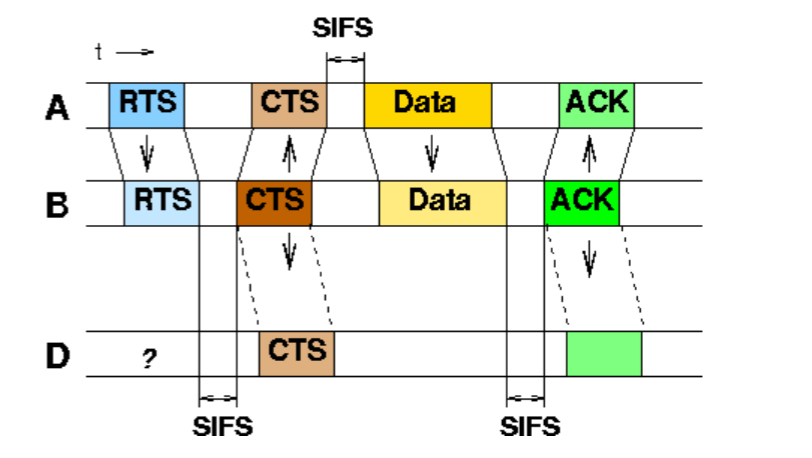 SIFS
t
A RTS CTS Data ACK
B RTS CTS Data ACK
D ? CTS
SIFS SIFS